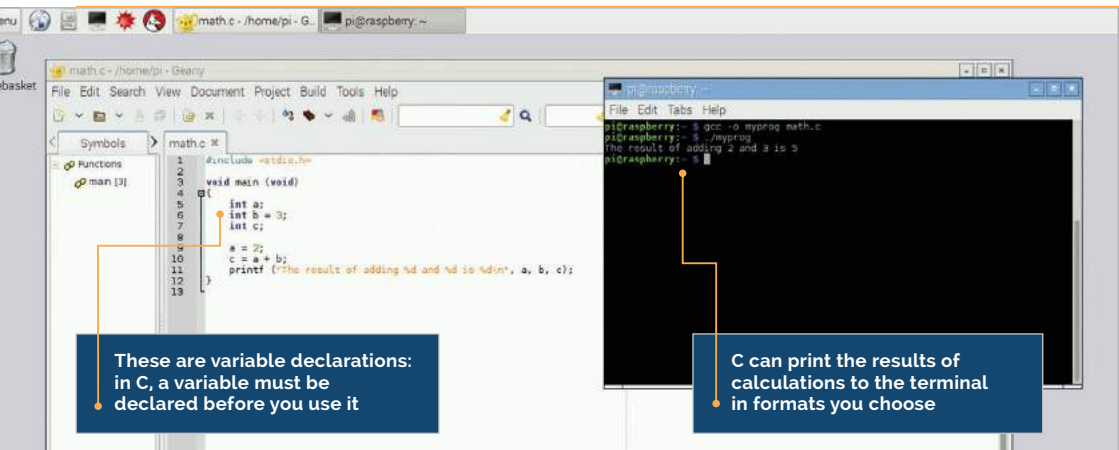 enu
math.c - /home/pi - G..
pi@raspberry: ~
ebasket
math.c - /home/pi - Geany
File Edit Search View Document Project Build Tools Help
Symbols
math.c
Functions
main [3]
1 #include <stdio.h>
2
3 void main (void)
4 {
5 int a;
6 int b = 3;
7 int c;
8
9 a = 2;
10 c = a + b;
11 printf ("The result of adding %d and %d is %d\n", a, b, c);
12 }
13
pi@raspberry: ~
File Edit Tabs Help
pi@raspberry:~ $ gcc -o myprog math.c
pi@raspberry:~ $ ./myprog
The result of adding 2 and 3 is 5
pi@raspberry:~ $
These are variable declarations:
in C, a variable must be
declared before you use it
C can print the results of
calculations to the terminal
in formats you choose